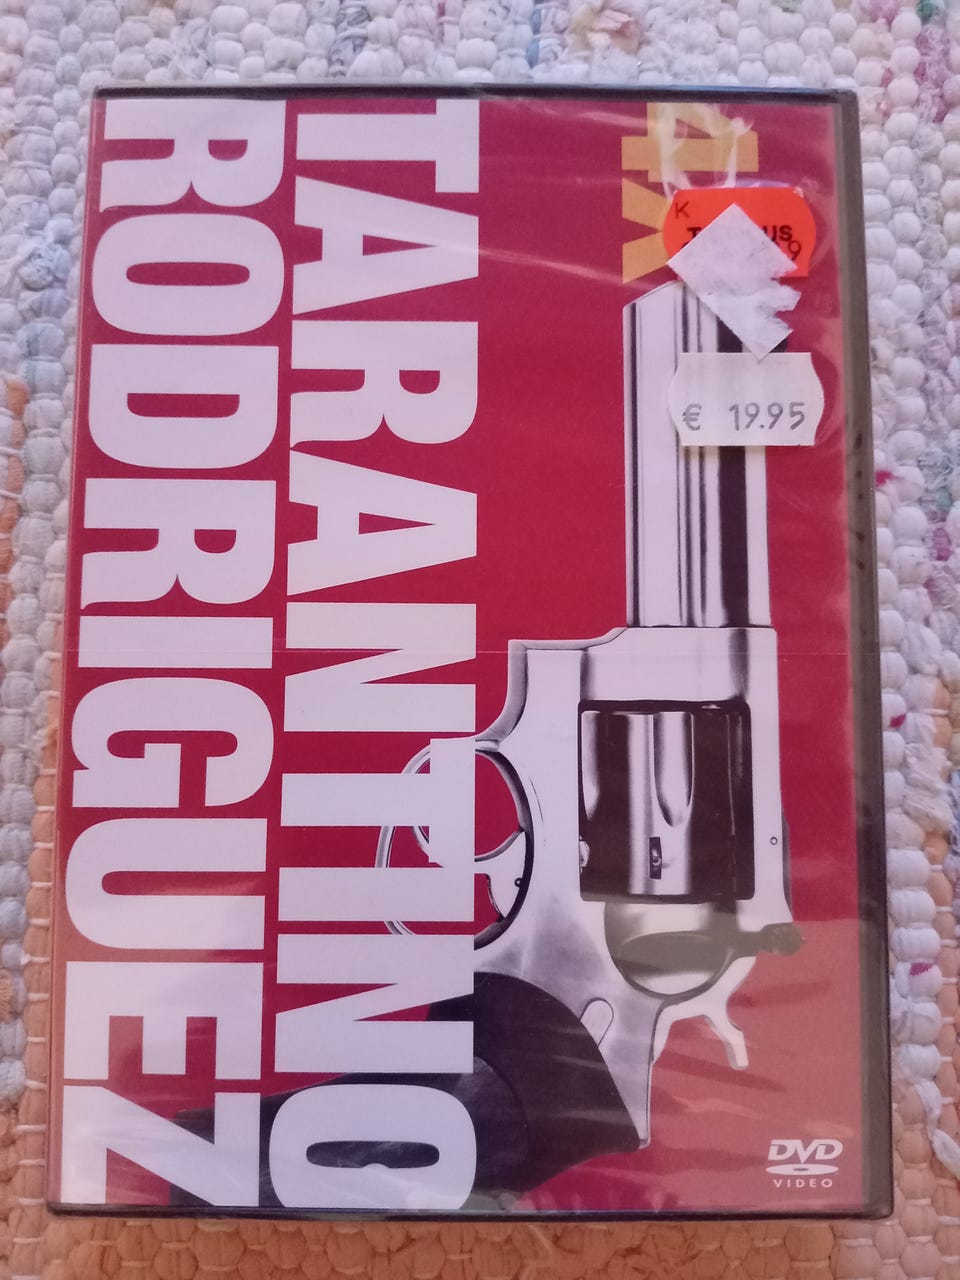 TARANTINO
RODRIGUEZ
4X
K
€ 19.95
DVD
VIDEO